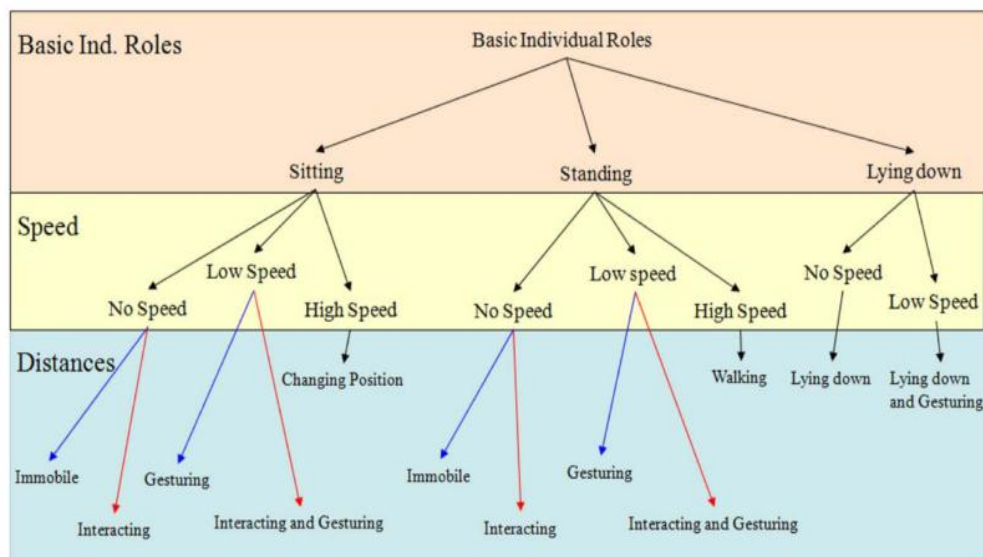 Basic Ind. Roles
Basic Individual Roles
Sitting
Standing
Lying down
Speed
Low Speed
Low speed
No Speed
No Speed
High Speed
No Speed
High Speed
Low Speed
Distances
Changing Position
Walking
Lying down
Lying down
and Gesturing
Immobile
Gesturing
Immobile
Gesturing
Interacting
Interacting and Gesturing
Interacting
Interacting and Gesturing